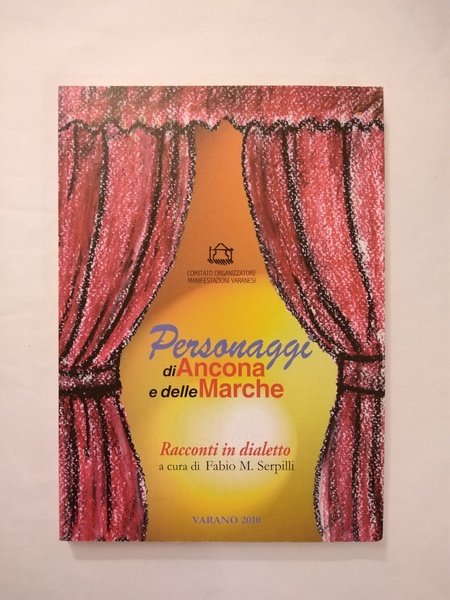 COMITATO ORGANIZZATORE
MANIFESTAZIONI VARANESI
Personaggi
di Ancona
e delle Marche
Racconti in dialetto
a cura di Fabio M. Serpilli
VARANO 2010